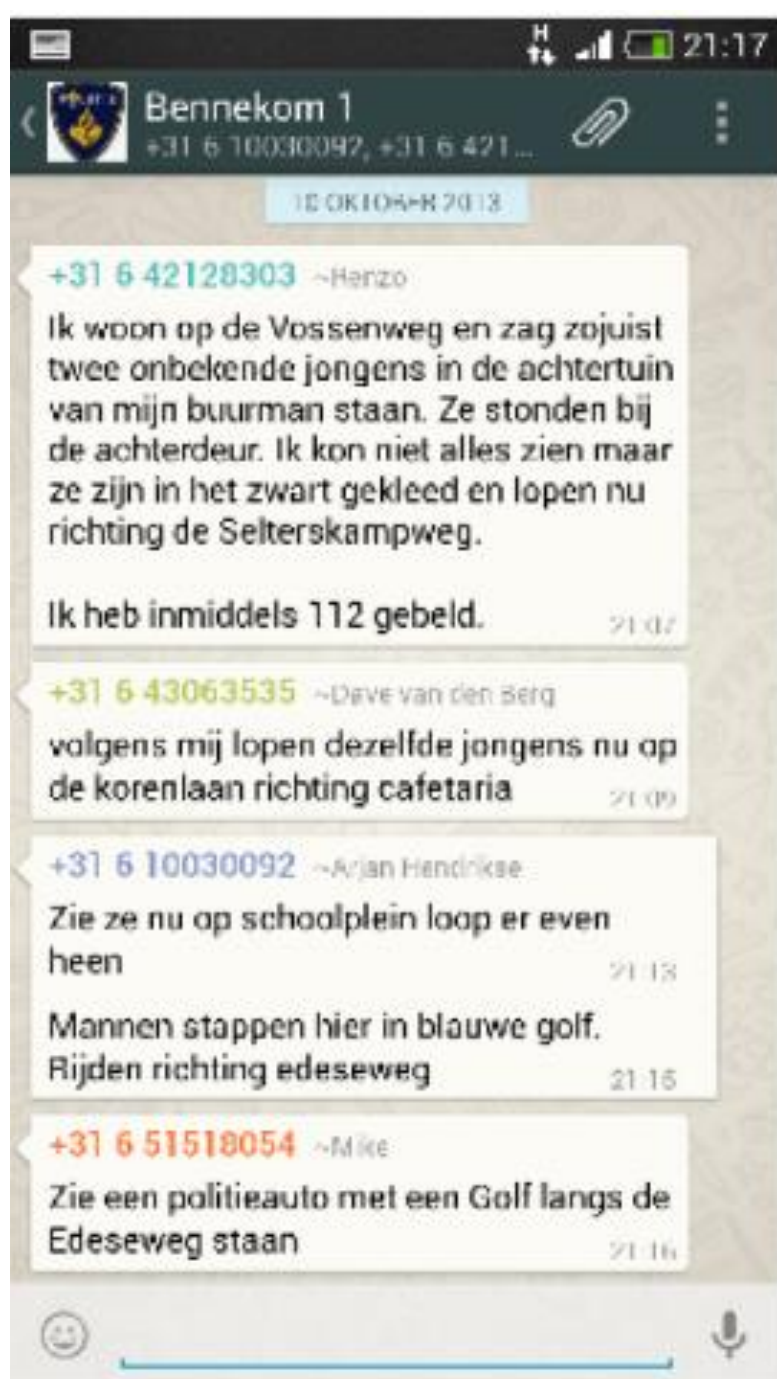 H 21:17
POLITIE
Bennekom 1
+31 6 10030092, +31 6 421...
10 OKTOBER 2013
+31 6 42128303 ~Henzo
Ik woon op de Vossenweg en zag zojuist
twee onbekende jongens in de achtertuin
van mijn buurman staan. Ze stonden bij
de achterdeur. Ik kon niet alles zien maar
ze zijn in het zwart gekleed en lopen nu
richting de Selterskampweg.
Ik heb inmiddels 112 gebeld.
21:07
+31 6 43063535 ~Dave van den Berg
volgens mij lopen dezelfde jongens nu op
de korenlaan richting cafetaria
21:09
+31 6 10030092 ~Arjan Hendrikse
Zie ze nu op schoolplein loop er even
heen
21:13
Mannen stappen hier in blauwe golf.
Rijden richting edeseweg
21:15
+31 6 51518054 ~Mike
Zie een politieauto met een Golf langs de
Edeseweg staan
21:16